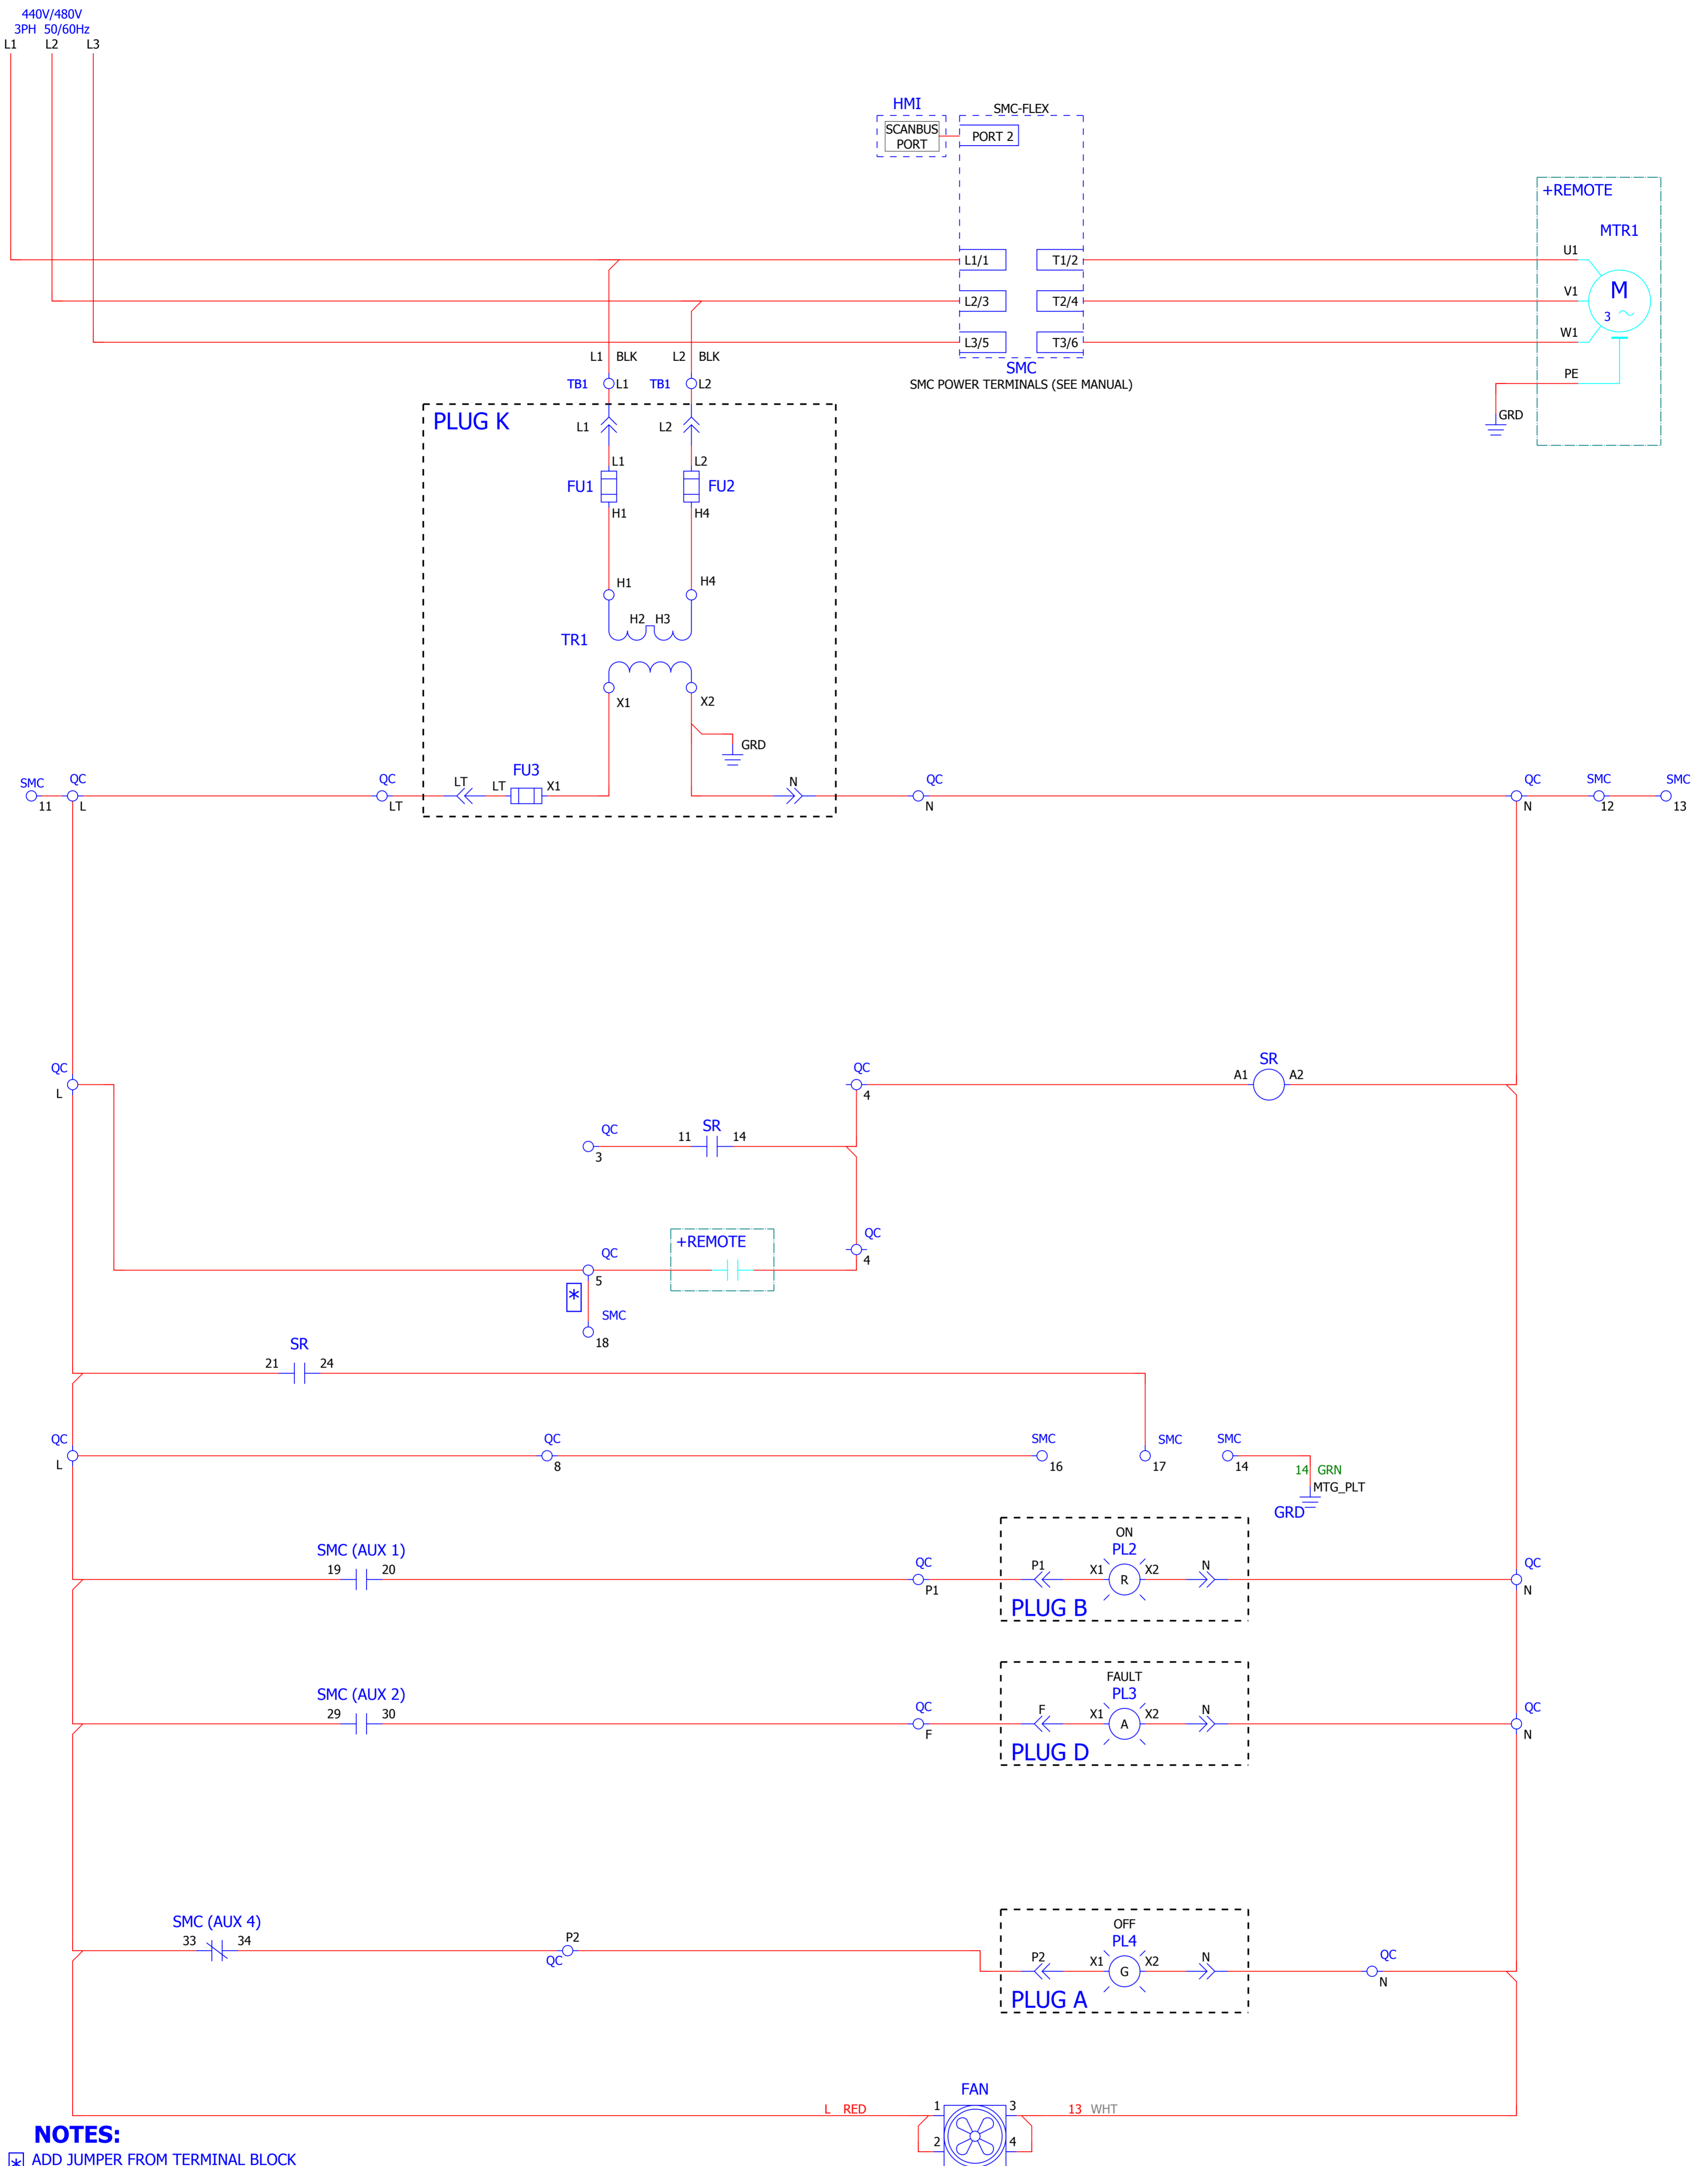 440V/480V
3PH 50/60Hz
L1 L2 L3
HMI
SCANBUS
PORT
SMC-FLEX
PORT 2
+REMOTE
MTR1
L1/1 T1/2 U1
L2/3 T2/4 V1
M
3
L3/5 T3/6 W1
SMC
SMC POWER TERMINALS (SEE MANUAL)
PE
GRD
L1 BLK L2 BLK
TB1 L1 TB1 L2
PLUG K
L1 L2
L1 L2
FU1 FU2
H1 H4
H1 H4
H2 H3
TR1
X1 X2
GRD
SMC QC QC LT LT FU3 X1 N QC QC SMC SMC
11 L LT N N 12 13
QC QC SR
L 4 A1 A2
QC 11 SR 14
3
+REMOTE
QC QC
5 4
*
SMC
18
SR
21 24
QC QC SMC SMC SMC
L 8 16 17 14
14 GRN
MTG_PLT
GRD
ON
SMC (AUX 1) PL2
19 20 QC P1 X1 R X2 N QC
P1 N
PLUG B
FAULT
SMC (AUX 2) PL3
29 30 QC F X1 A X2 N QC
F N
PLUG D
OFF
SMC (AUX 4) PL4
33 34 P2 P2 X1 G X2 N QC
QC N
PLUG A
FAN
L RED 1 3 13 WHT
2 4
NOTES:
* ADD JUMPER FROM TERMINAL BLOCK